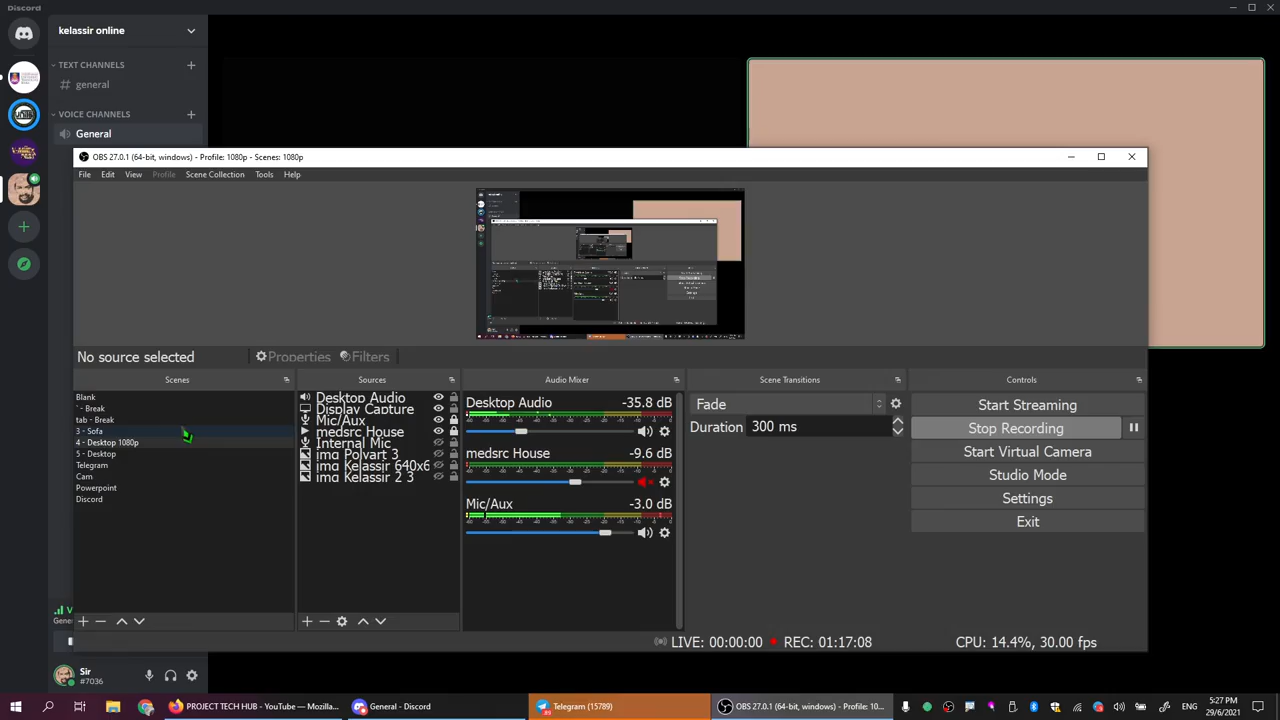 Discord
kelassir online
TEXT CHANNELS
general
VOICE CHANNELS
General
OBS 27.0.1 (64-bit, windows) - Profile: 1080p - Scenes: 1080p
File Edit View Profile Scene Collection Tools Help
No source selected
Properties
Filters
Scenes
Blank
` - Break
tab - Break
3 - Sofa
4 - Desktop 1080p
5 - Desktop
Telegram
Cam
Powerpoint
Discord
Sources
Desktop Audio
Display Capture
Mic/Aux
medsrc House
Internal Mic
img Polyart 3
img Kelassir 640x6
img Kelassir 2 3
Audio Mixer
Desktop Audio -35.8 dB
medsrc House -9.6 dB
Mic/Aux -3.0 dB
Scene Transitions
Fade
Duration 300 ms
Controls
Start Streaming
Stop Recording
Start Virtual Camera
Studio Mode
Settings
Exit
LIVE: 00:00:00 REC: 01:17:08 CPU: 14.4%, 30.00 fps
Sir
#7036
PROJECT TECH HUB - YouTube — Mozilla...
General - Discord
Telegram (15789)
OBS 27.0.1 (64-bit, windows) - Profile: 10...
ENG
5:27 PM
29/6/2021